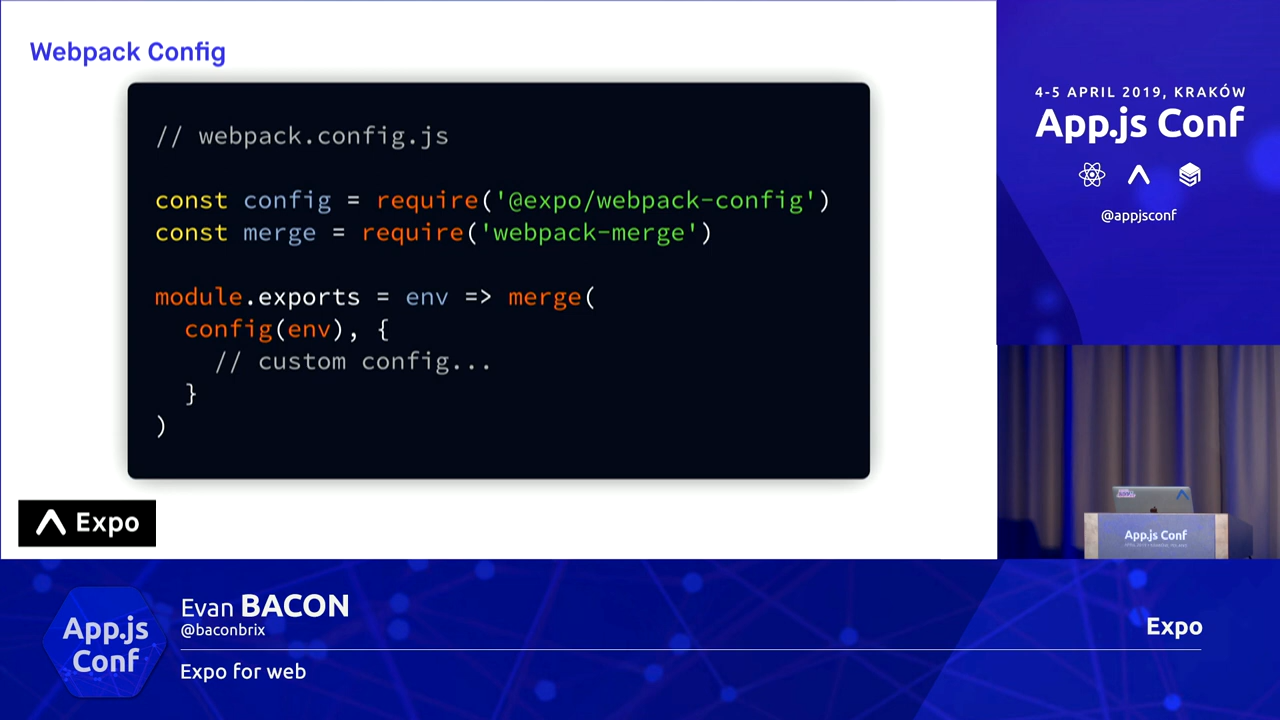 Webpack Config
// webpack.config.js
const config = require('@expo/webpack-config')
const merge = require('webpack-merge')
module.exports = env => merge(
config(env), {
// custom config...
}
)
Expo
4-5 APRIL 2019, KRAKÓW
App.js Conf
@appjsconf
App.js Conf
App.js
Conf
Evan BACON
@baconbrix
Expo for web
Expo